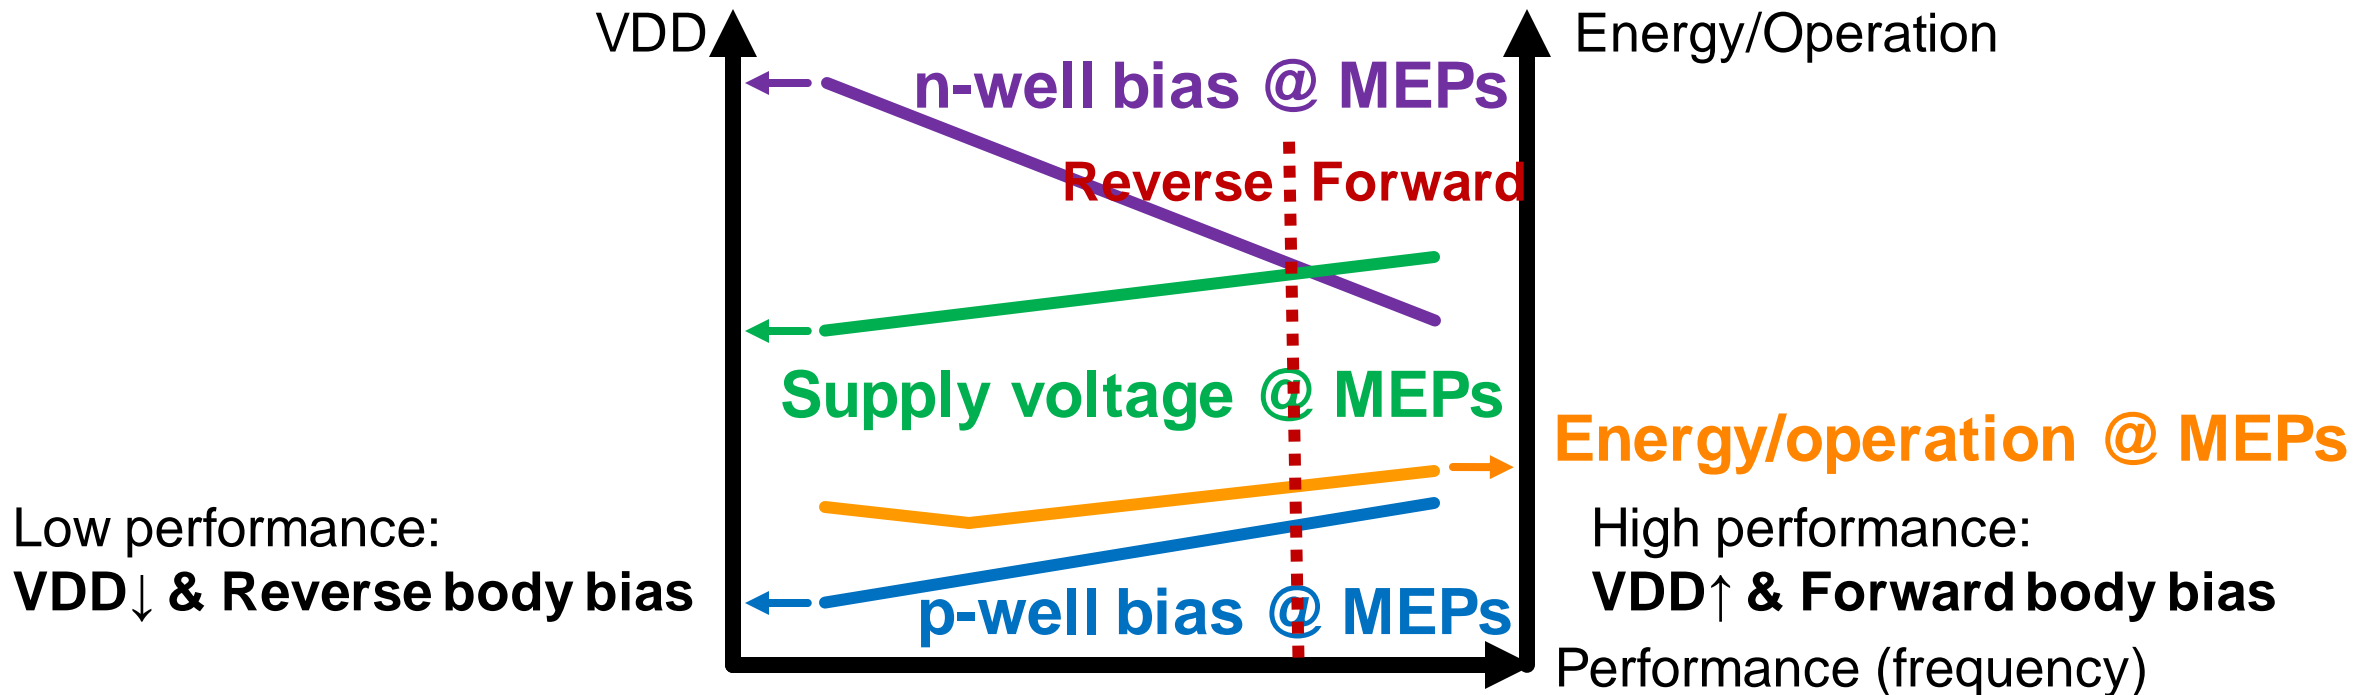 VDD
Energy/Operation
n-well bias @ MEPs
Reverse
Forward
Supply voltage @ MEPs
Energy/operation @ MEPs
Low performance:
VDD↓ & Reverse body bias
High performance:
VDD↑ & Forward body bias
p-well bias @ MEPs
Performance (frequency)